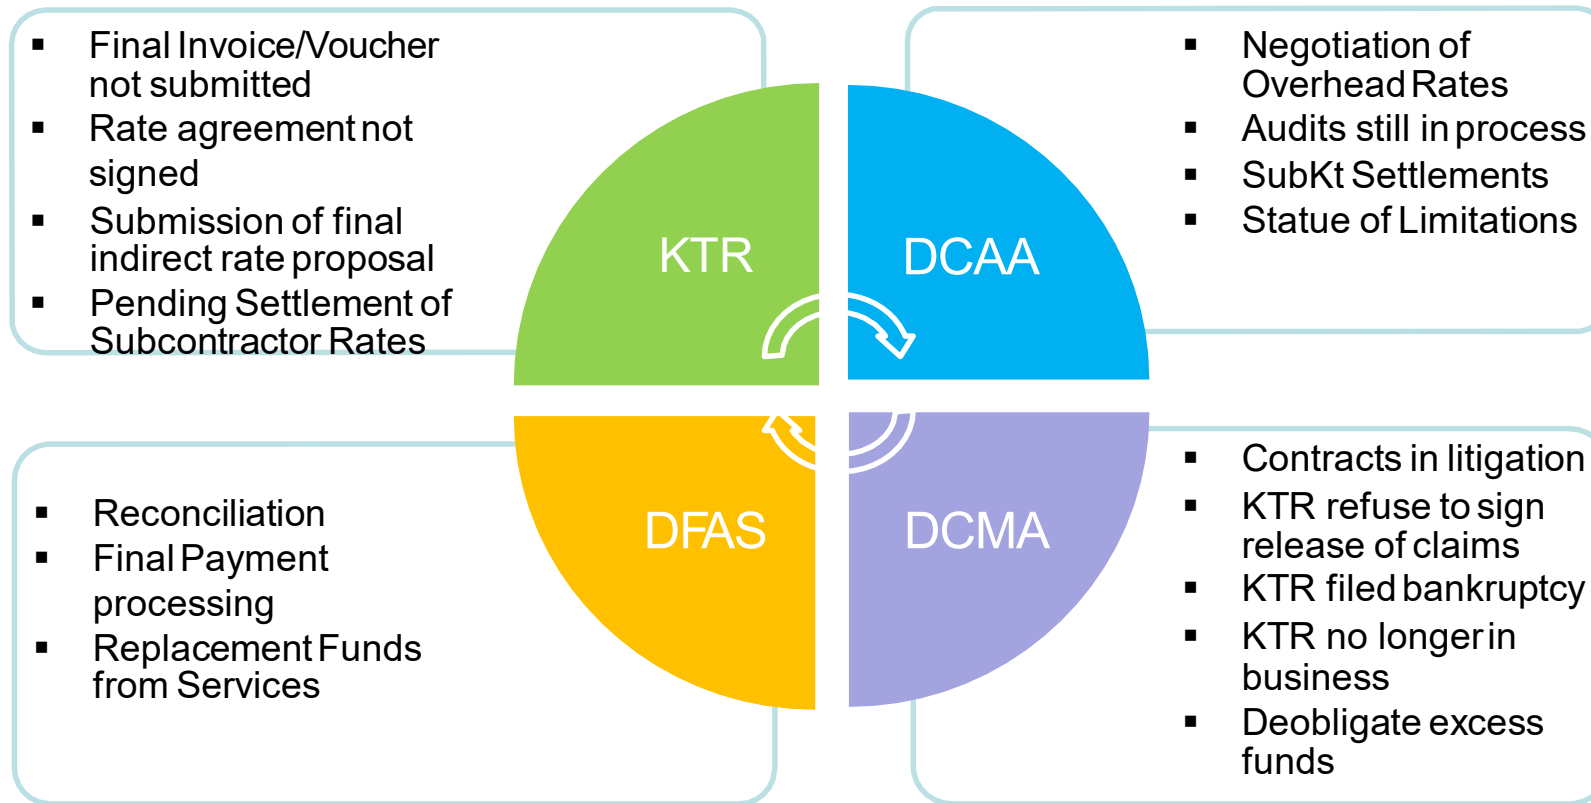 ▪ Final Invoice/Voucher
not submitted
▪ Rate agreement not
signed
▪ Submission of final
indirect rate proposal
▪ Pending Settlement of
Subcontractor Rates
KTR
DCAA
▪ Negotiation of
Overhead Rates
▪ Audits still in process
▪ SubKt Settlements
▪ Statue of Limitations
▪ Reconciliation
▪ Final Payment
processing
▪ Replacement Funds
from Services
DFAS
DCMA
▪ Contracts in litigation
▪ KTR refuse to sign
release of claims
▪ KTR filed bankruptcy
▪ KTR no longer in
business
▪ Deobligate excess
funds